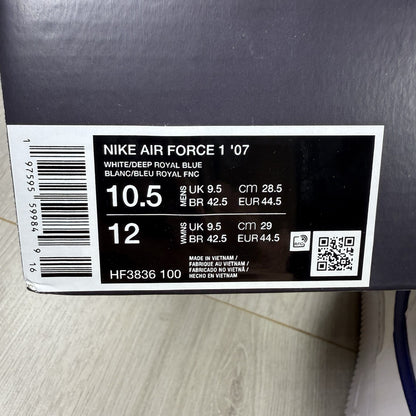 NIKE AIR FORCE 1 '07
WHITE/DEEP ROYAL BLUE
BLANC/BLEU ROYAL FNC
10.5 MENS UK 9.5 cm 28.5
BR 42.5 EUR 44.5
12 WMNS UK 9.5 cm 29
BR 42.5 EUR 44.5
MADE IN VIETNAM /
FABRIQUE AU VIETNAM /
FABRICADO NO VIETNÃ /
HECHO EN VIETNAM
HF3836 100
1 97595 59984 9 16